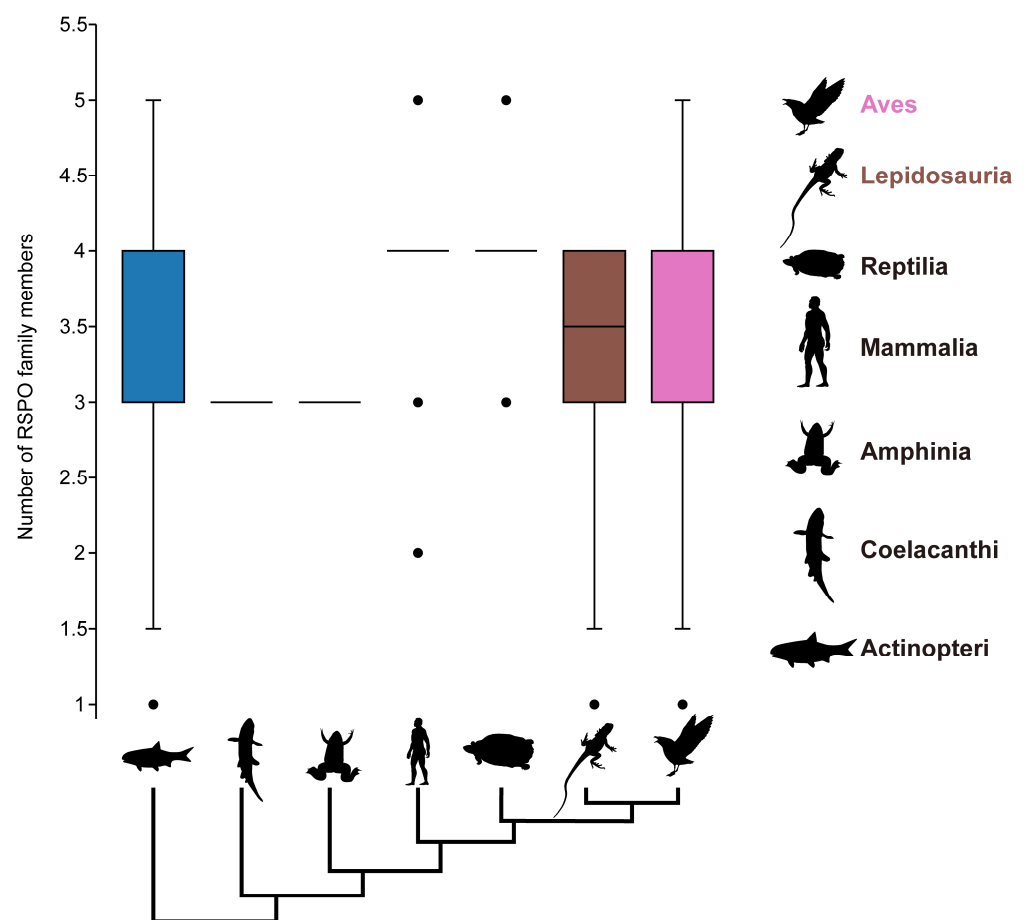 5.5
5
4.5
4
3.5
3
2.5
2
1.5
1
Number of RSPO family members
Aves
Lepidosauria
Reptilia
Mammalia
Amphinia
Coelacanthi
Actinopteri